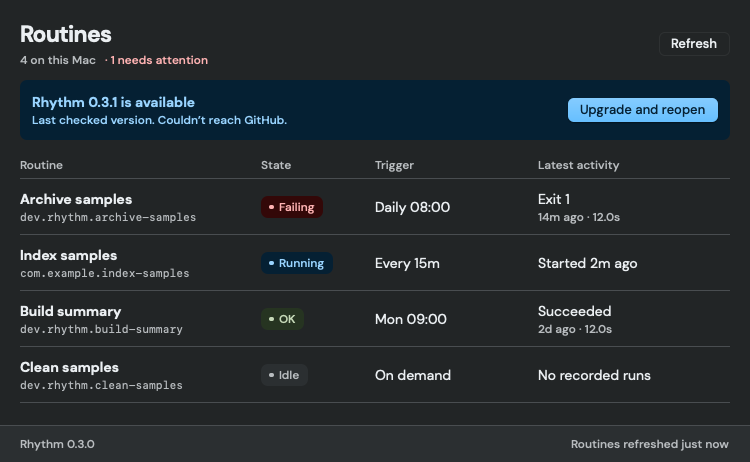 Routines
4 on this Mac · 1 needs attention
Refresh
Rhythm 0.3.1 is available
Last checked version. Couldn’t reach GitHub.
Upgrade and reopen
Routine State Trigger Latest activity
Archive samples
dev.rhythm.archive-samples
Failing
Daily 08:00
Exit 1
14m ago · 12.0s
Index samples
com.example.index-samples
Running
Every 15m
Started 2m ago
Build summary
dev.rhythm.build-summary
OK
Mon 09:00
Succeeded
2d ago · 12.0s
Clean samples
dev.rhythm.clean-samples
Idle
On demand
No recorded runs
Rhythm 0.3.0
Routines refreshed just now